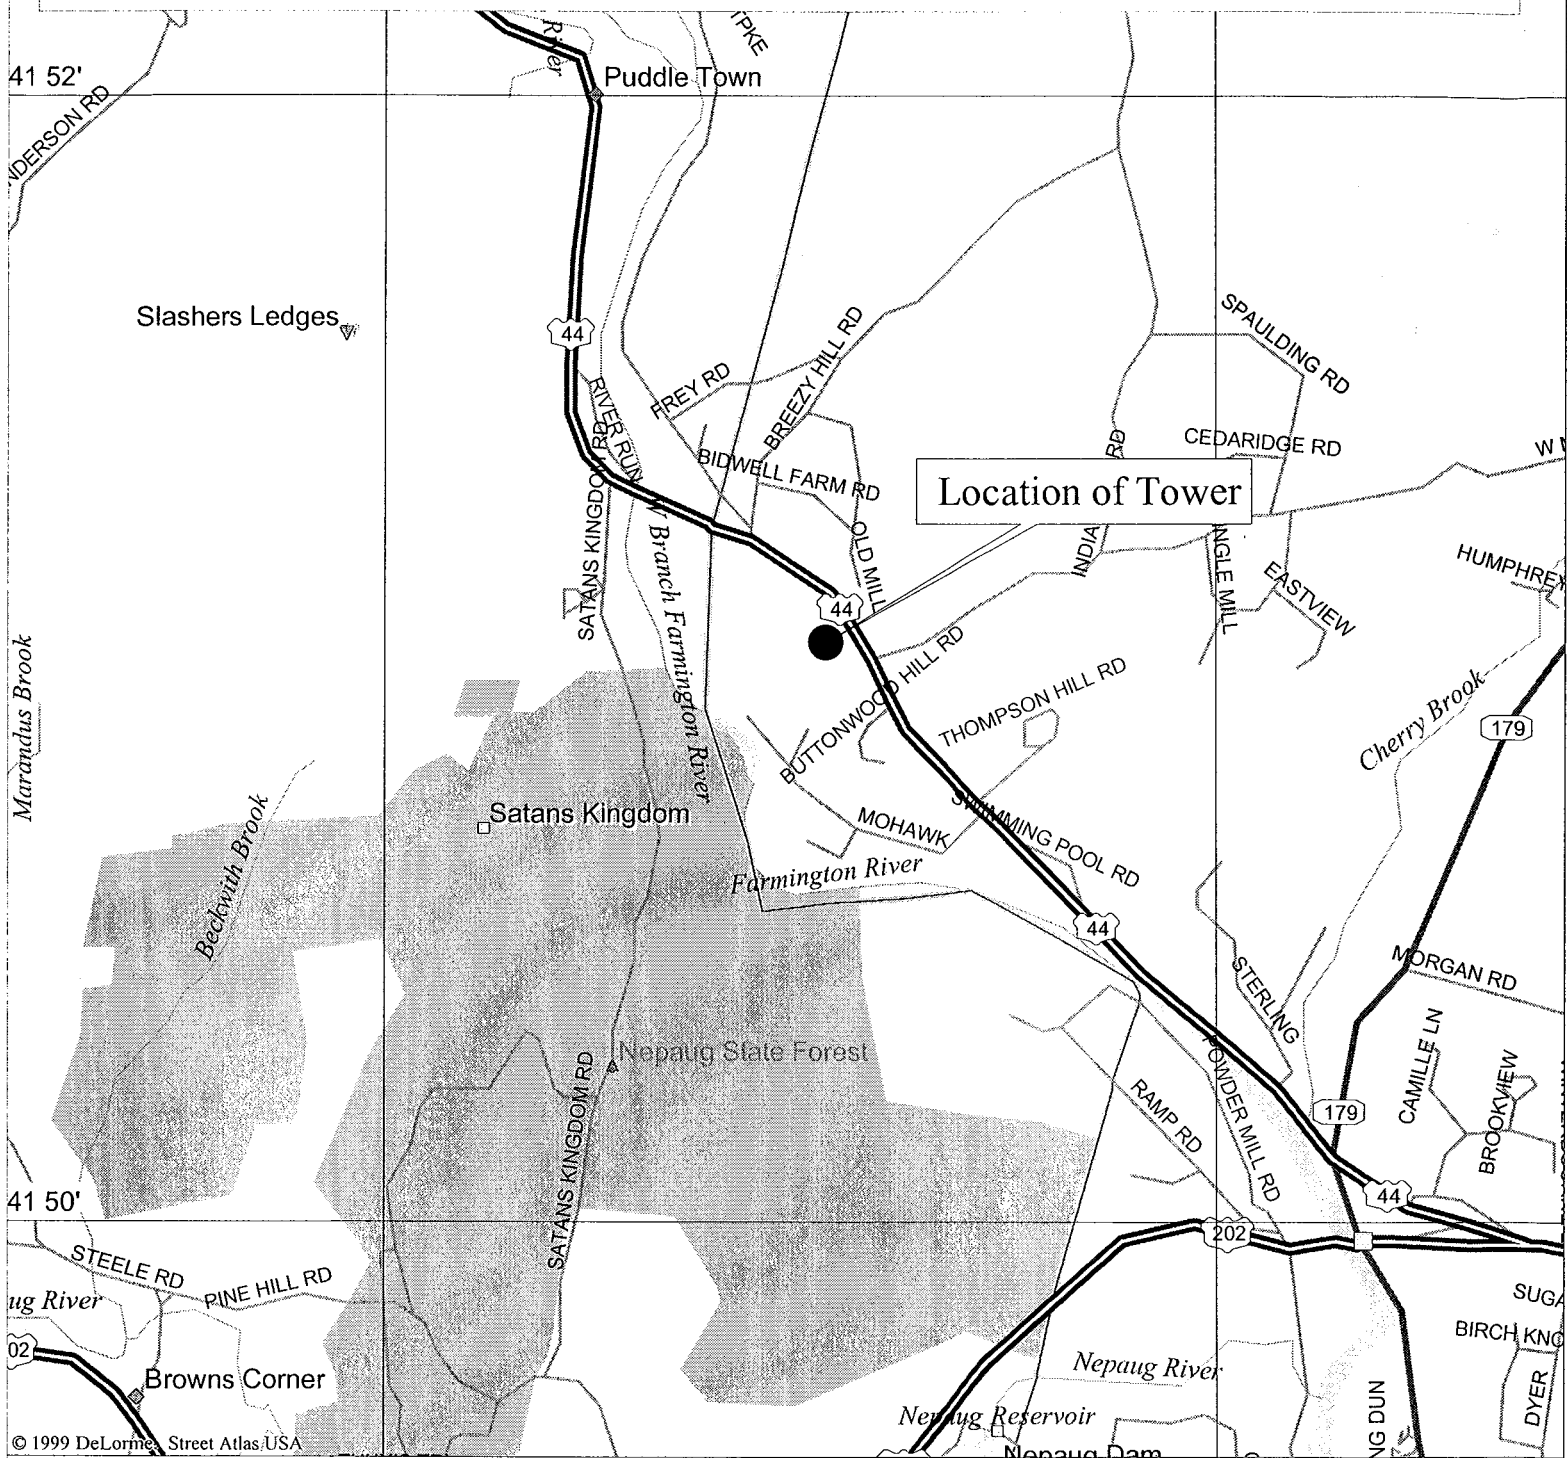 TPKE
River
41 52'
Puddle Town
NDERSON RD
Slashers Ledges
44
SPAULDING RD
BREEZY HILL RD
FREY RD
RIVER RUN
CEDARIDGE RD
RD
BIDWELL FARM RD
Location of Tower
SATANS KINGDOM RD
W Branch Farmington River
OLD MILL
INDIA
INGLE MILL
EASTVIEW
HUMPHREY
44
BUTTONWOOD HILL RD
THOMPSON HILL RD
Marandus Brook
Cherry Brook
179
Satans Kingdom
Beckwith Brook
SWIMMING POOL RD
MOHAWK
Farmington River
44
MORGAN RD
STERLING
Nepaug State Forest
CAMILLE LN
BROOKVIEW
POWDER MILL RD
RAMP RD
179
SATANS KINGDOM RD
41 50'
44
202
STEELE RD
PINE HILL RD
ug River
SUGA
BIRCH KNO
02
Browns Corner
Nepaug River
DYER
NG DUN
Nepaug Reservoir
Nepaug Dam
© 1999 DeLorme. Street Atlas USA